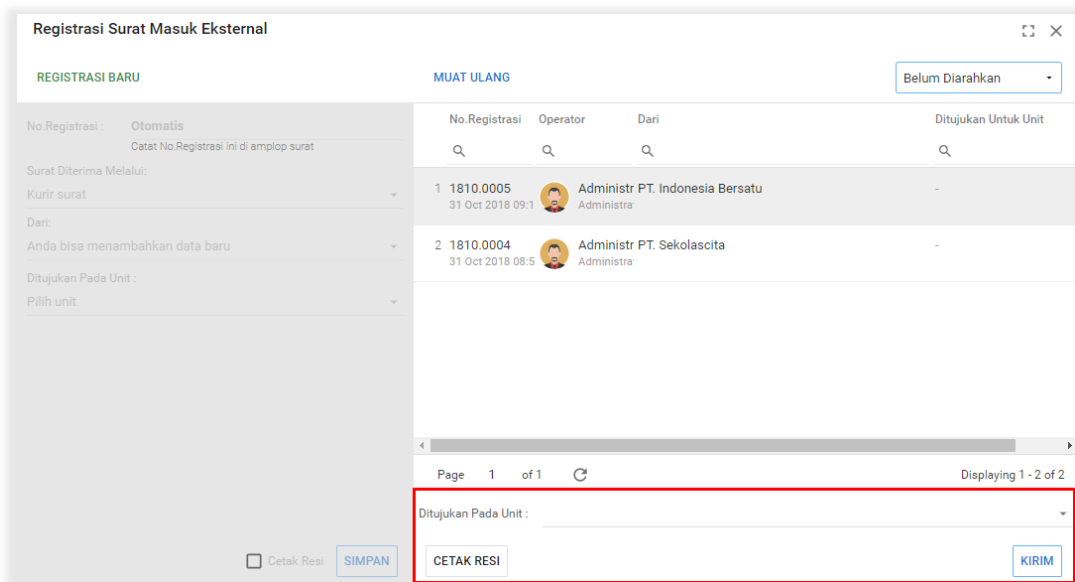 Registrasi Surat Masuk Eksternal
REGISTRASI BARU
MUAT ULANG
Belum Diarahkan
No.Registrasi : Otomatis
Catat No.Registrasi ini di amplop surat
Surat Diterima Melalui:
Kurir surat
Dari:
Anda bisa menambahkan data baru
Ditujukan Pada Unit :
Pilih unit
Cetak Resi SIMPAN
No.Registrasi Operator Dari Ditujukan Untuk Unit
1 1810.0005 Administr PT. Indonesia Bersatu -
31 Oct 2018 09:1 Administra
2 1810.0004 Administr PT. Sekolascita -
31 Oct 2018 08:5 Administra
Page 1 of 1 Displaying 1 - 2 of 2
Ditujukan Pada Unit :
CETAK RESI KIRIM